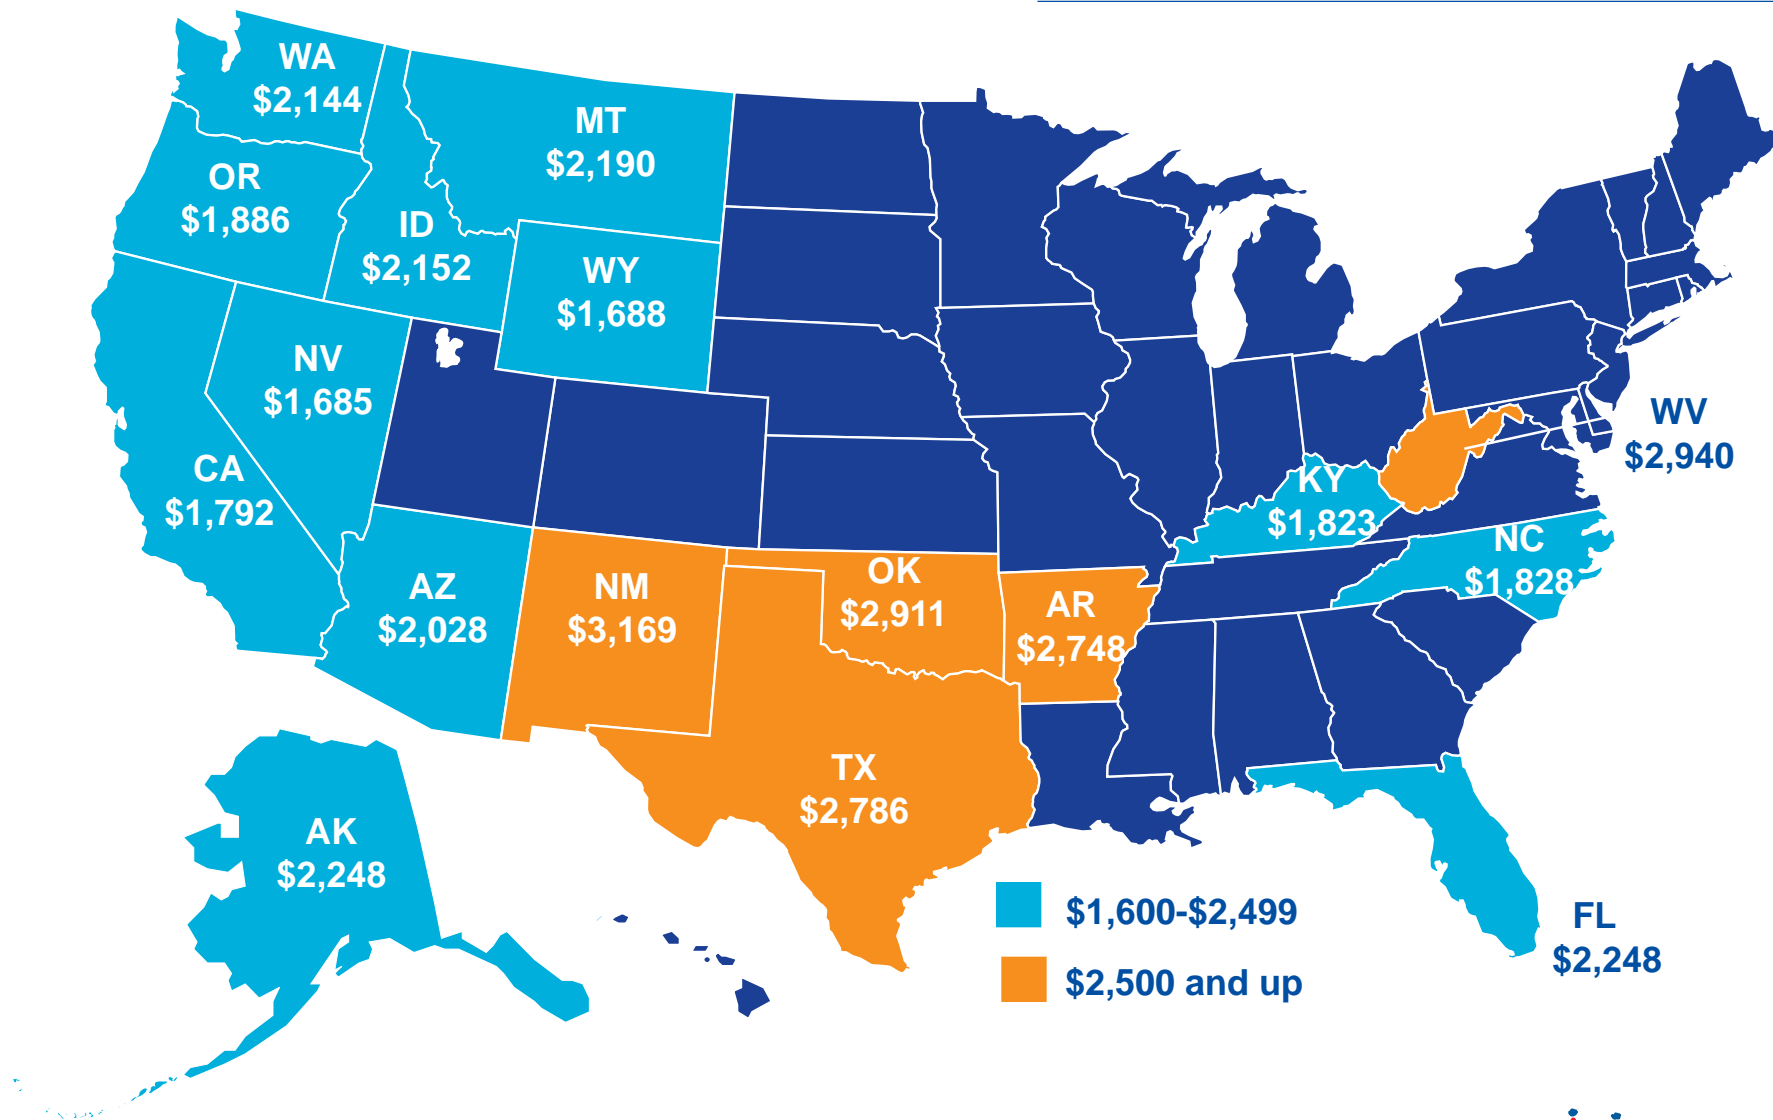 WA
$2,144
MT
$2,190
OR
$1,886
ID
$2,152
WY
$1,688
NV
$1,685
WV
$2,940
CA
$1,792
KY
$1,823
NC
$1,828
AZ
$2,028
NM
$3,169
OK
$2,911
AR
$2,748
TX
$2,786
AK
$2,248
$1,600-$2,499
$2,500 and up
FL
$2,248